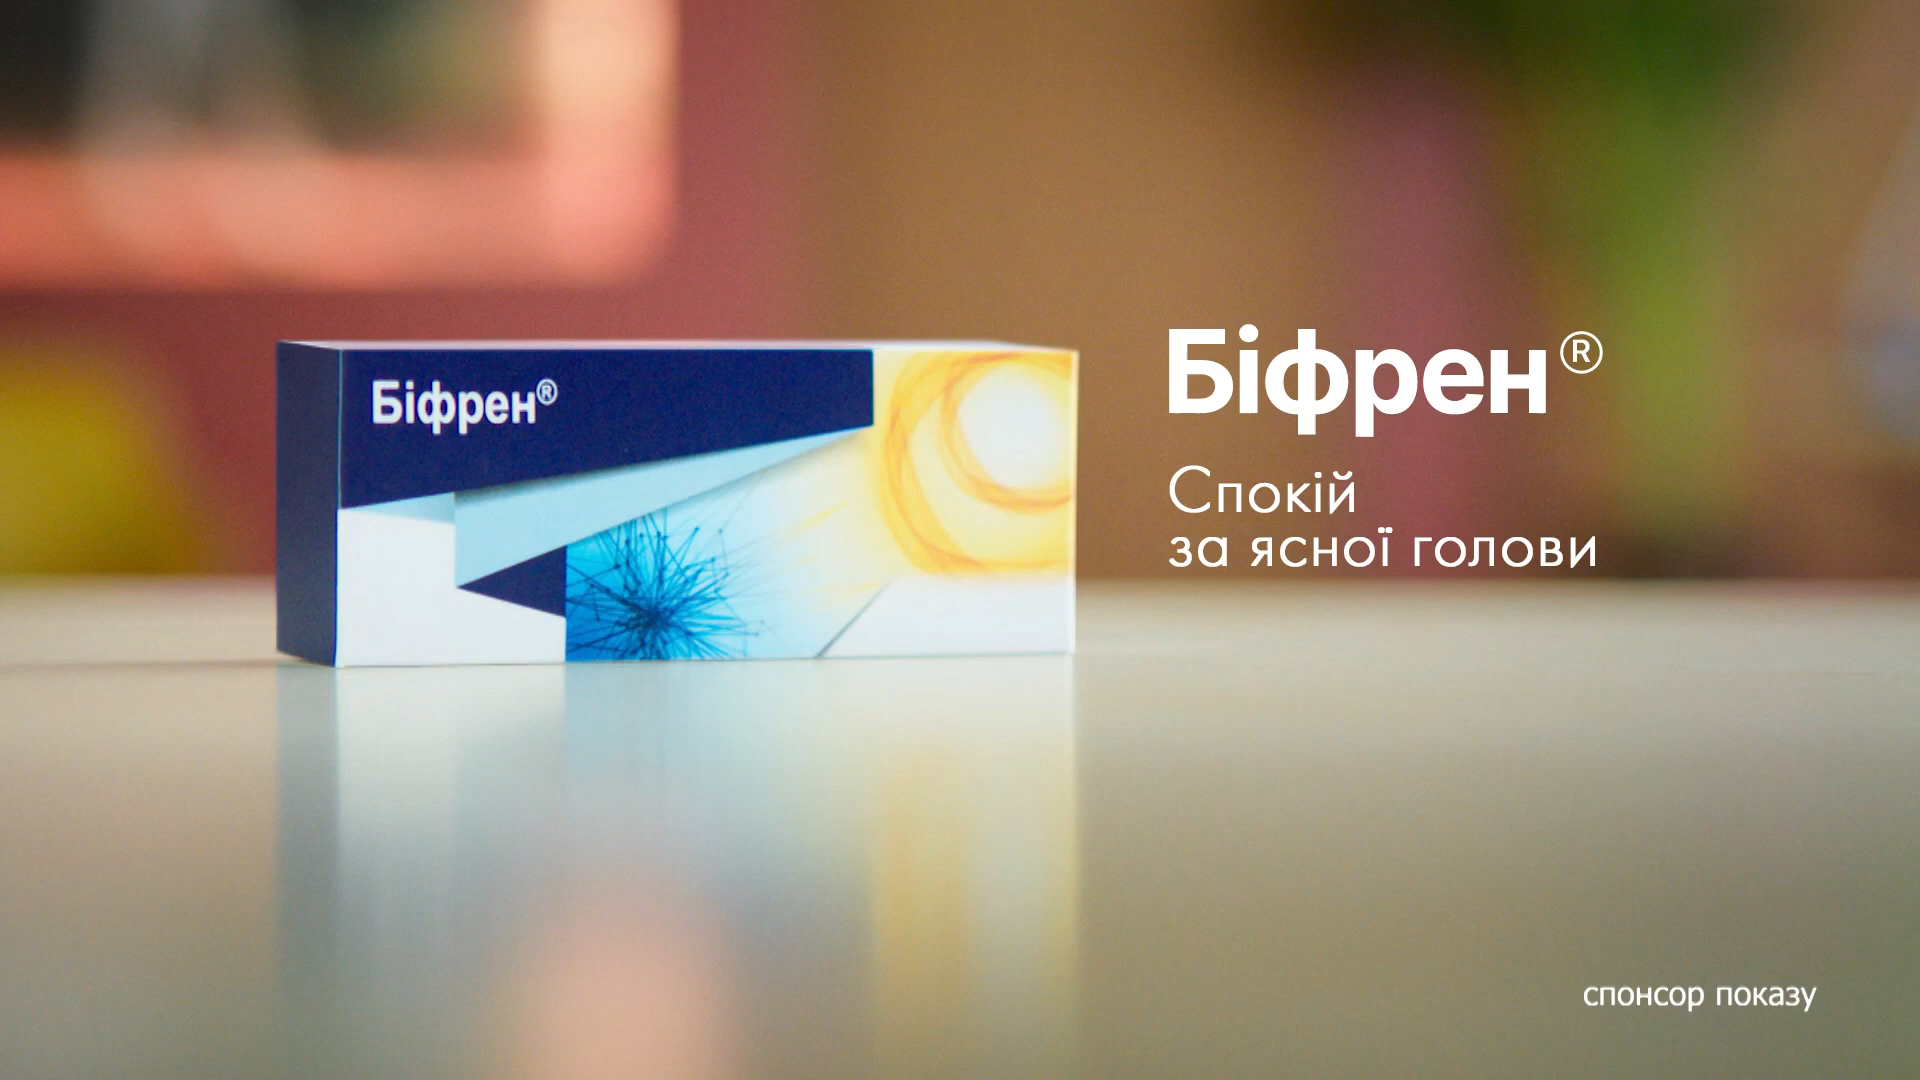 Біфрен®
Біфрен®
Спокій
за ясної голови
спонсор показу